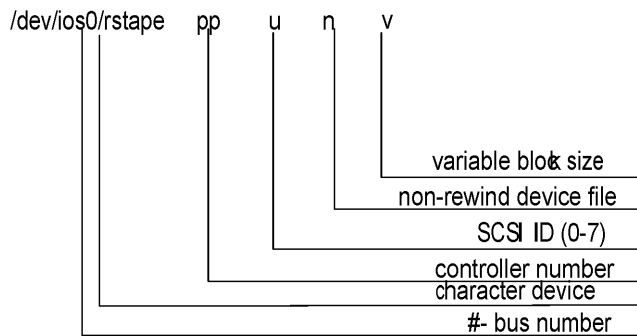 /dev/ios0/rstape pp u n v
variable block size
non-rewind device file
SCSI ID (0-7)
controller number
character device
#- bus number